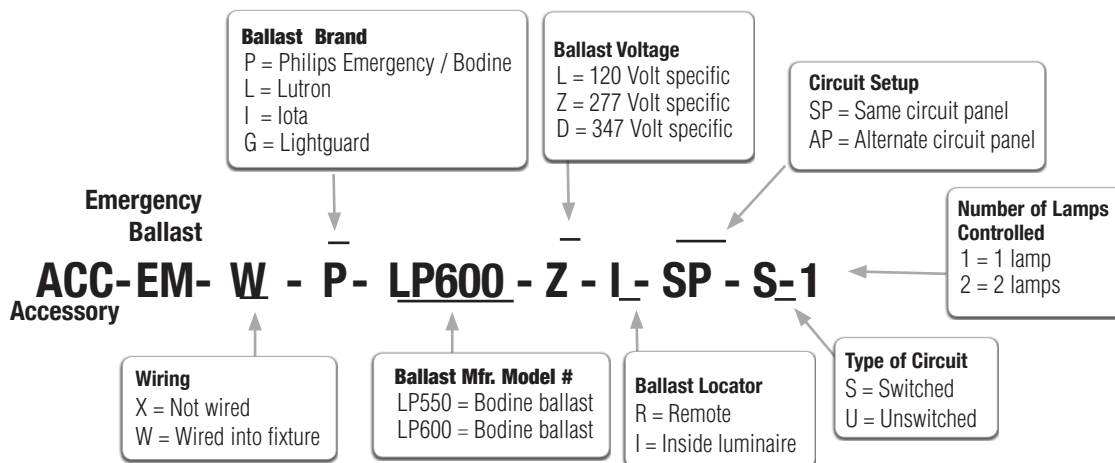 Ballast Brand
P = Philips Emergency / Bodine
L = Lutron
I = Iota
G = Lightguard
Ballast Voltage
L = 120 Volt specific
Z = 277 Volt specific
D = 347 Volt specific
Circuit Setup
SP = Same circuit panel
AP = Alternate circuit panel
Number of Lamps
Controlled
1 = 1 lamp
2 = 2 lamps
Emergency
Ballast
ACC-EM- W - P- LP600 - Z - I - SP - S-1
Accessory
Wiring
X = Not wired
W = Wired into fixture
Ballast Mfr. Model #
LP550 = Bodine ballast
LP600 = Bodine ballast
Ballast Locator
R = Remote
I = Inside luminaire
Type of Circuit
S = Switched
U = Unswitched